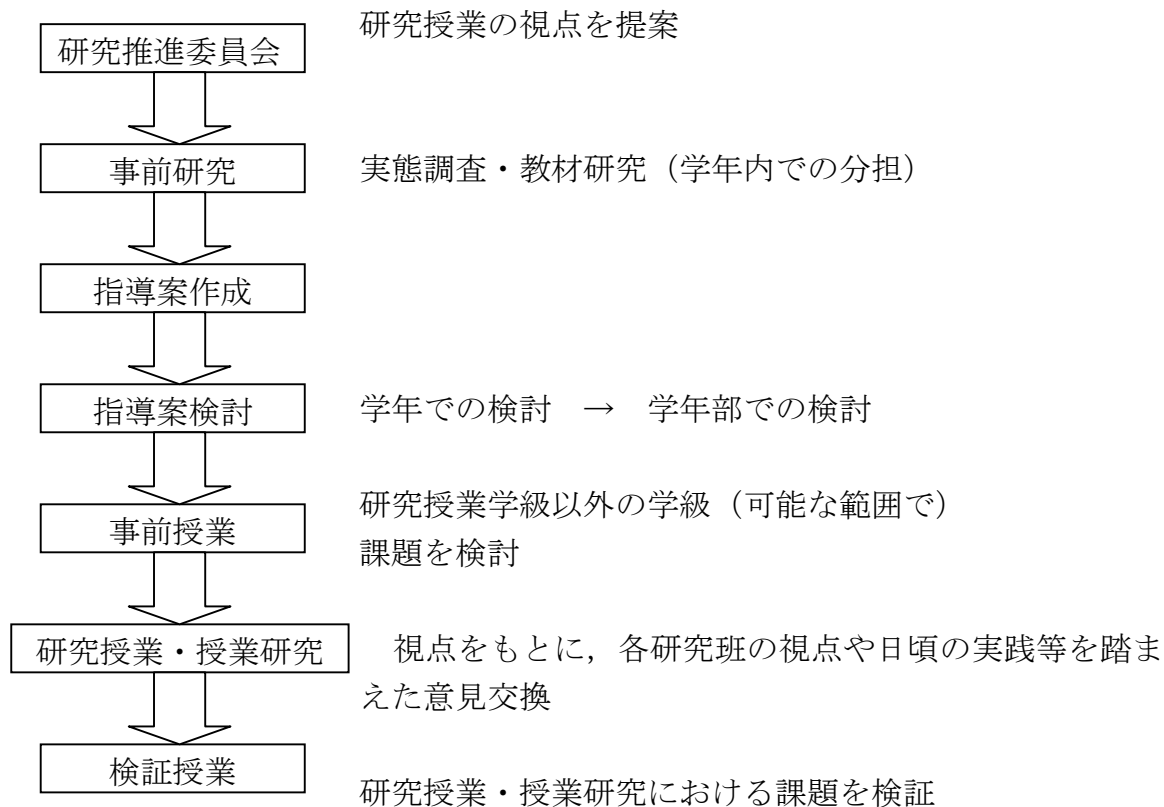 研究推進委員会
研究授業の視点を提案
事前研究
実態調査・教材研究（学年内での分担）
指導案作成
指導案検討
学年での検討　→　学年部での検討
事前授業
研究授業学級以外の学級（可能な範囲で）
課題を検討
研究授業・授業研究
視点をもとに，各研究班の視点や日頃の実践等を踏ま
えた意見交換
検証授業
研究授業・授業研究における課題を検証